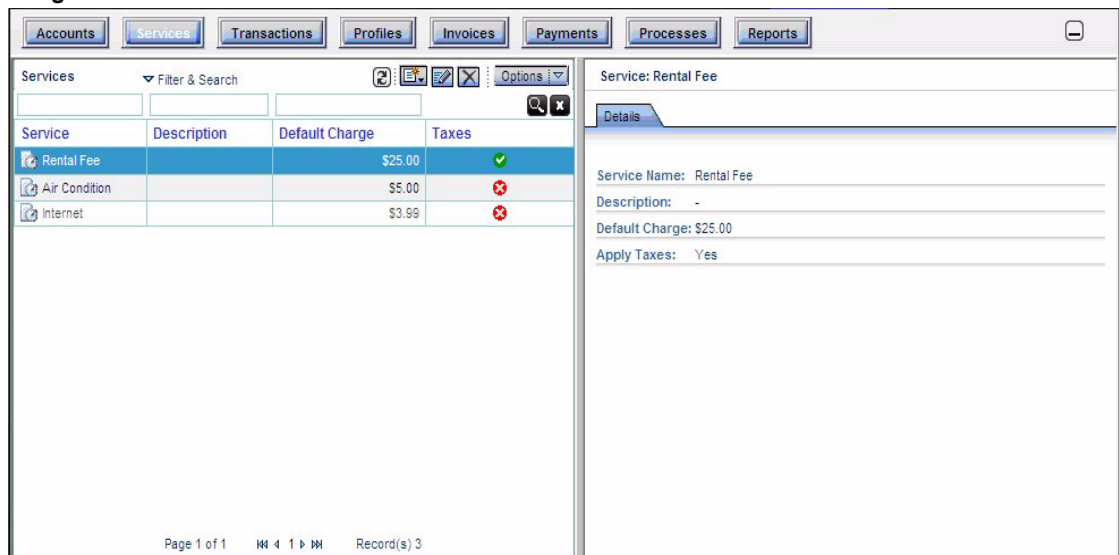 Accounts Services Transactions Profiles Invoices Payments Processes Reports
Services Filter & Search Options
Service Description Default Charge Taxes
Rental Fee $25.00
Air Condition $5.00
Internet $3.99
Page 1 of 1 1 Record(s) 3
Service: Rental Fee
Details
Service Name: Rental Fee
Description: -
Default Charge: $25.00
Apply Taxes: Yes